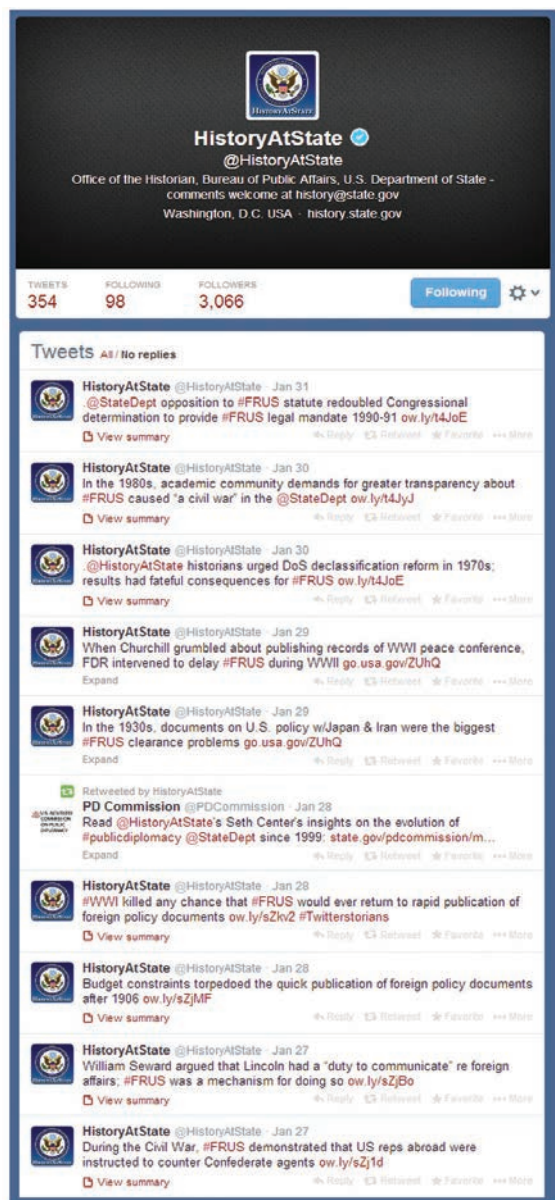 HistoryAtState
HistoryAtState
@HistoryAtState
Office of the Historian, Bureau of Public Affairs, U.S. Department of State -
comments welcome at history@state.gov
Washington, D.C. USA · history.state.gov
TWEETS FOLLOWING FOLLOWERS
354 98 3,066 Following
Tweets All / No replies
HistoryAtState @HistoryAtState · Jan 31
.@StateDept opposition to #FRUS statute redoubled Congressional
determination to provide #FRUS legal mandate 1990-91 ow.ly/t4JoE
View summary Reply Retweet Favorite More
HistoryAtState @HistoryAtState · Jan 30
In the 1980s, academic community demands for greater transparency about
#FRUS caused "a civil war" in the @StateDept ow.ly/t4JyJ
View summary Reply Retweet Favorite More
HistoryAtState @HistoryAtState · Jan 30
.@HistoryAtState historians urged DoS declassification reform in 1970s;
results had fateful consequences for #FRUS ow.ly/t4JoE
View summary Reply Retweet Favorite More
HistoryAtState @HistoryAtState · Jan 29
When Churchill grumbled about publishing records of WWI peace conference,
FDR intervened to delay #FRUS during WWII go.usa.gov/ZUhQ
Expand Reply Retweet Favorite More
HistoryAtState @HistoryAtState · Jan 29
In the 1930s, documents on U.S. policy w/Japan & Iran were the biggest
#FRUS clearance problems go.usa.gov/ZUhQ
Expand Reply Retweet Favorite More
Retweeted by HistoryAtState
PD Commission @PDCommission · Jan 28
U.S. ADVISORY
COMMISSION
ON PUBLIC
DIPLOMACY
Read @HistoryAtState's Seth Center's insights on the evolution of
#publicdiplomacy @StateDept since 1999: state.gov/pdcommission/m...
Expand Reply Retweet Favorite More
HistoryAtState @HistoryAtState · Jan 28
#WWI killed any chance that #FRUS would ever return to rapid publication of
foreign policy documents ow.ly/sZkv2 #Twitterstorians
View summary Reply Retweet Favorite More
HistoryAtState @HistoryAtState · Jan 28
Budget constraints torpedoed the quick publication of foreign policy documents
after 1906 ow.ly/sZjMF
View summary Reply Retweet Favorite More
HistoryAtState @HistoryAtState · Jan 27
William Seward argued that Lincoln had a "duty to communicate" re foreign
affairs; #FRUS was a mechanism for doing so ow.ly/sZjBo
View summary Reply Retweet Favorite More
HistoryAtState @HistoryAtState · Jan 27
During the Civil War, #FRUS demonstrated that US reps abroad were
instructed to counter Confederate agents ow.ly/sZj1d
View summary Reply Retweet Favorite More